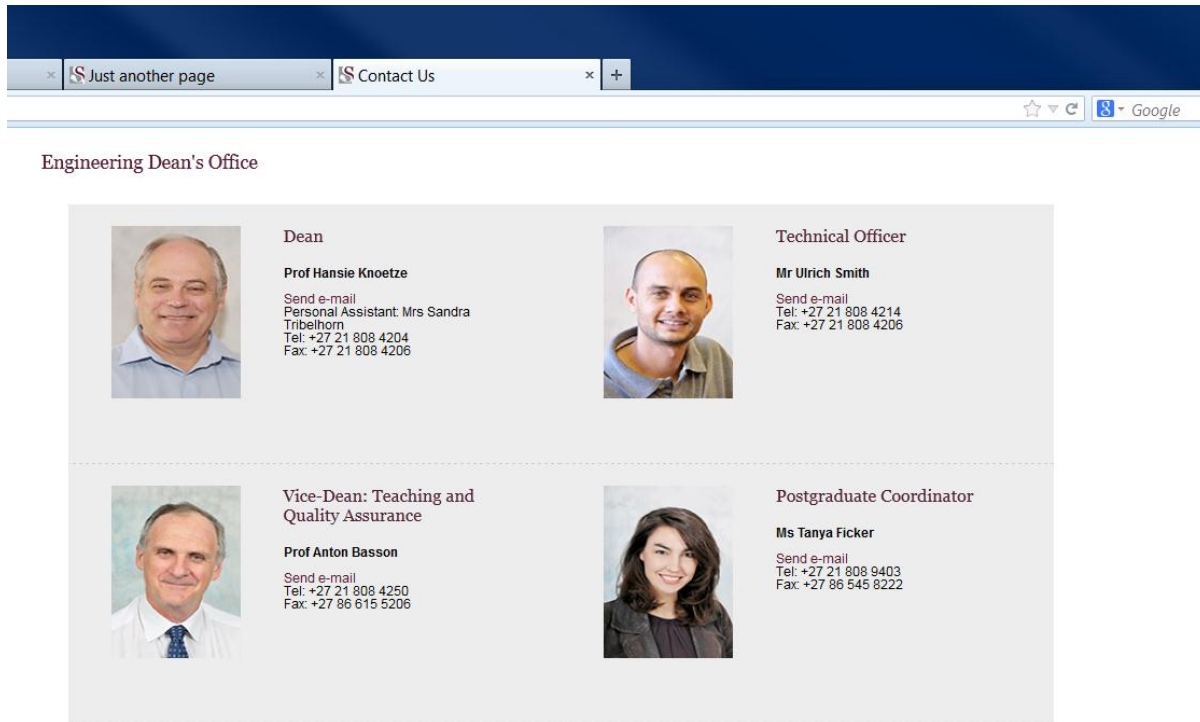 Just another page
Contact Us
Google
Engineering Dean's Office
Dean
Prof Hansie Knoetze
Send e-mail
Personal Assistant: Mrs Sandra
Tribelhorn
Tel: +27 21 808 4204
Fax: +27 21 808 4206
Technical Officer
Mr Ulrich Smith
Send e-mail
Tel: +27 21 808 4214
Fax: +27 21 808 4206
Vice-Dean: Teaching and
Quality Assurance
Prof Anton Basson
Send e-mail
Tel: +27 21 808 4250
Fax: +27 86 615 5206
Postgraduate Coordinator
Ms Tanya Ficker
Send e-mail
Tel: +27 21 808 9403
Fax: +27 86 545 8222